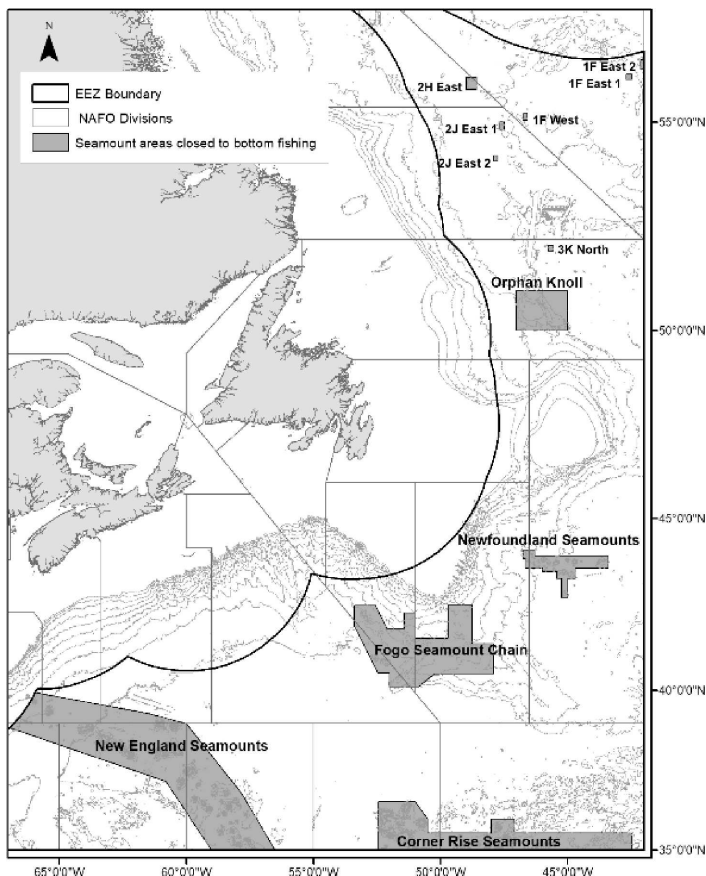 N
EEZ Boundary
NAFO Divisions
Seamount areas closed to bottom fishing
1F East 2
1F East 1
2H East
1F West
2J East 1
2J East 2
3K North
Orphan Knoll
Newfoundland Seamounts
Fogo Seamount Chain
New England Seamounts
Corner Rise Seamounts
55°0'0"N
50°0'0"N
45°0'0"N
40°0'0"N
35°0'0"N
65°0'0"W
60°0'0"W
55°0'0"W
50°0'0"W
45°0'0"W